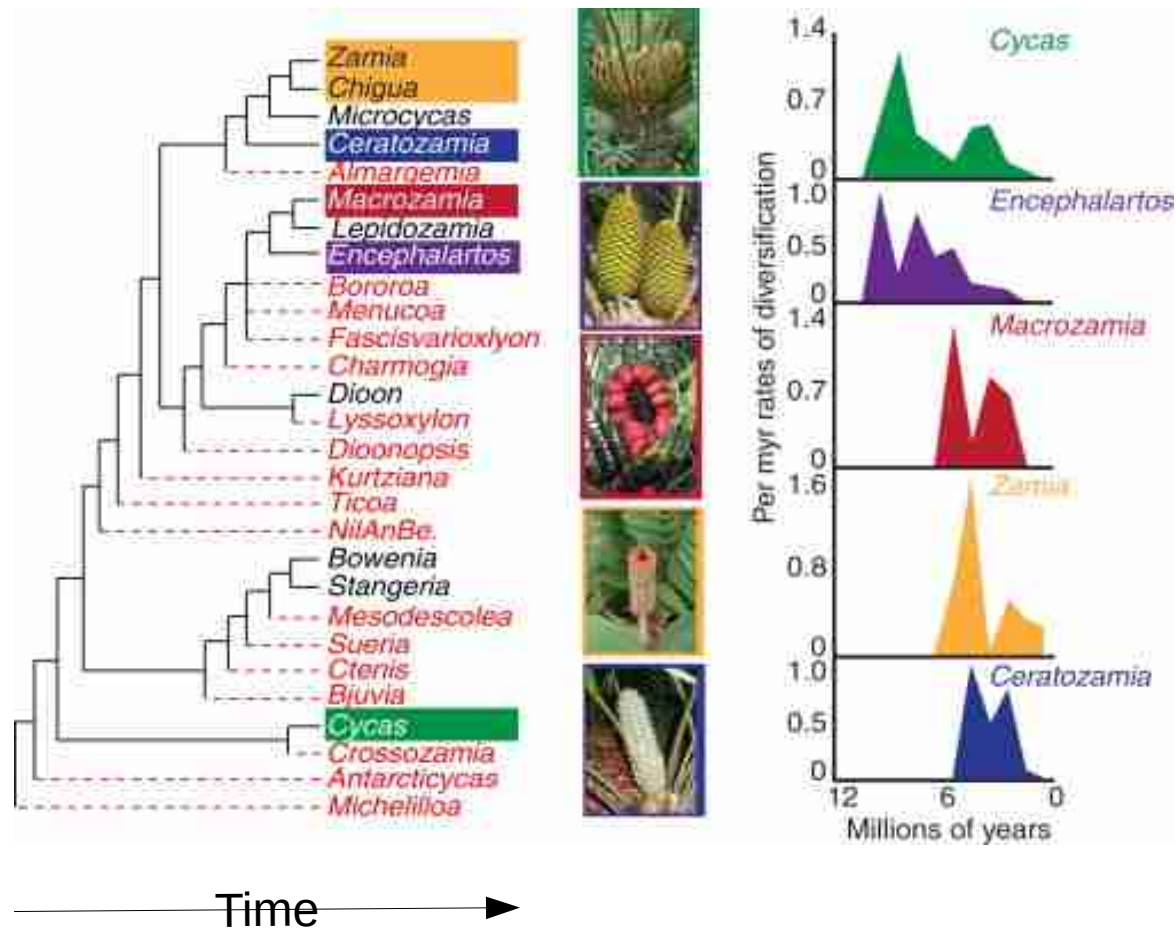 Zamia
Chigua
Microcycas
Ceratozamia
Almargemia
Macrozamia
Lepidozamia
Encephalartos
Bororoa
Menucoa
Fascisvarioxlyon
Charmogia
Dioon
Lyssoxylon
Dioonopsis
Kurtziana
Ticoa
NilAnBe.
Bowenia
Stangeria
Mesodescolea
Sueria
Ctenis
Bjuvia
Cycas
Crossozamia
Antarcticycas
Michelilloa
Time
Per myr rates of diversification
1.4
Cycas
0.7
0
1.0
Encephalartos
0.5
0
1.4
Macrozamia
0.7
0
1.6
Zamia
0.8
0
1.0
Ceratozamia
0.5
0
12 6 0
Millions of years